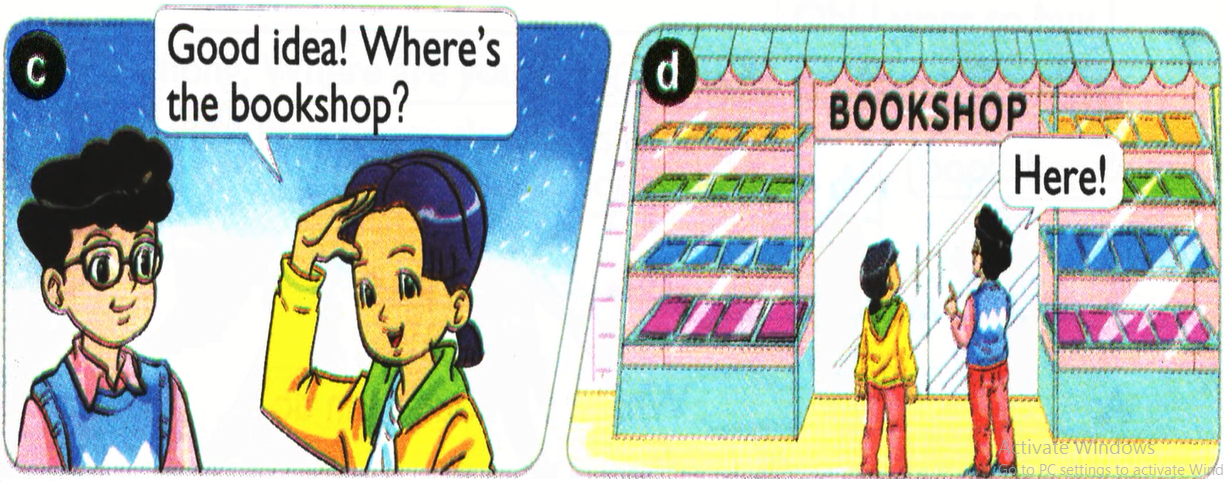 c
Good idea! Where's
the bookshop?
d
BOOKSHOP
Here!
Activate Windows
Go to PC settings to activate Wind